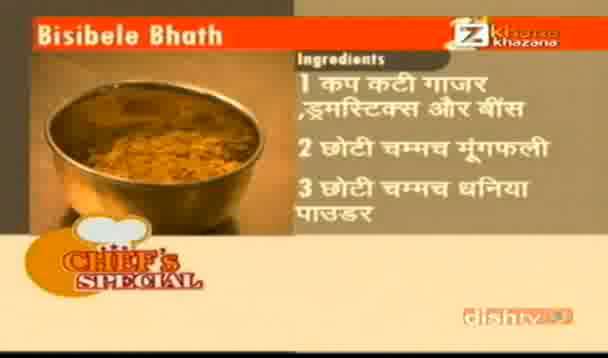 Bisibele Bhath
Z khana
khazana
Ingredients
1 कप कटी गाजर
,ड्रमस्टिक्स और बींस
2 छोटी चम्मच मूंगफली
3 छोटी चम्मच धनिया
पाउडर
CHEF's
SPECIAL
dishtv